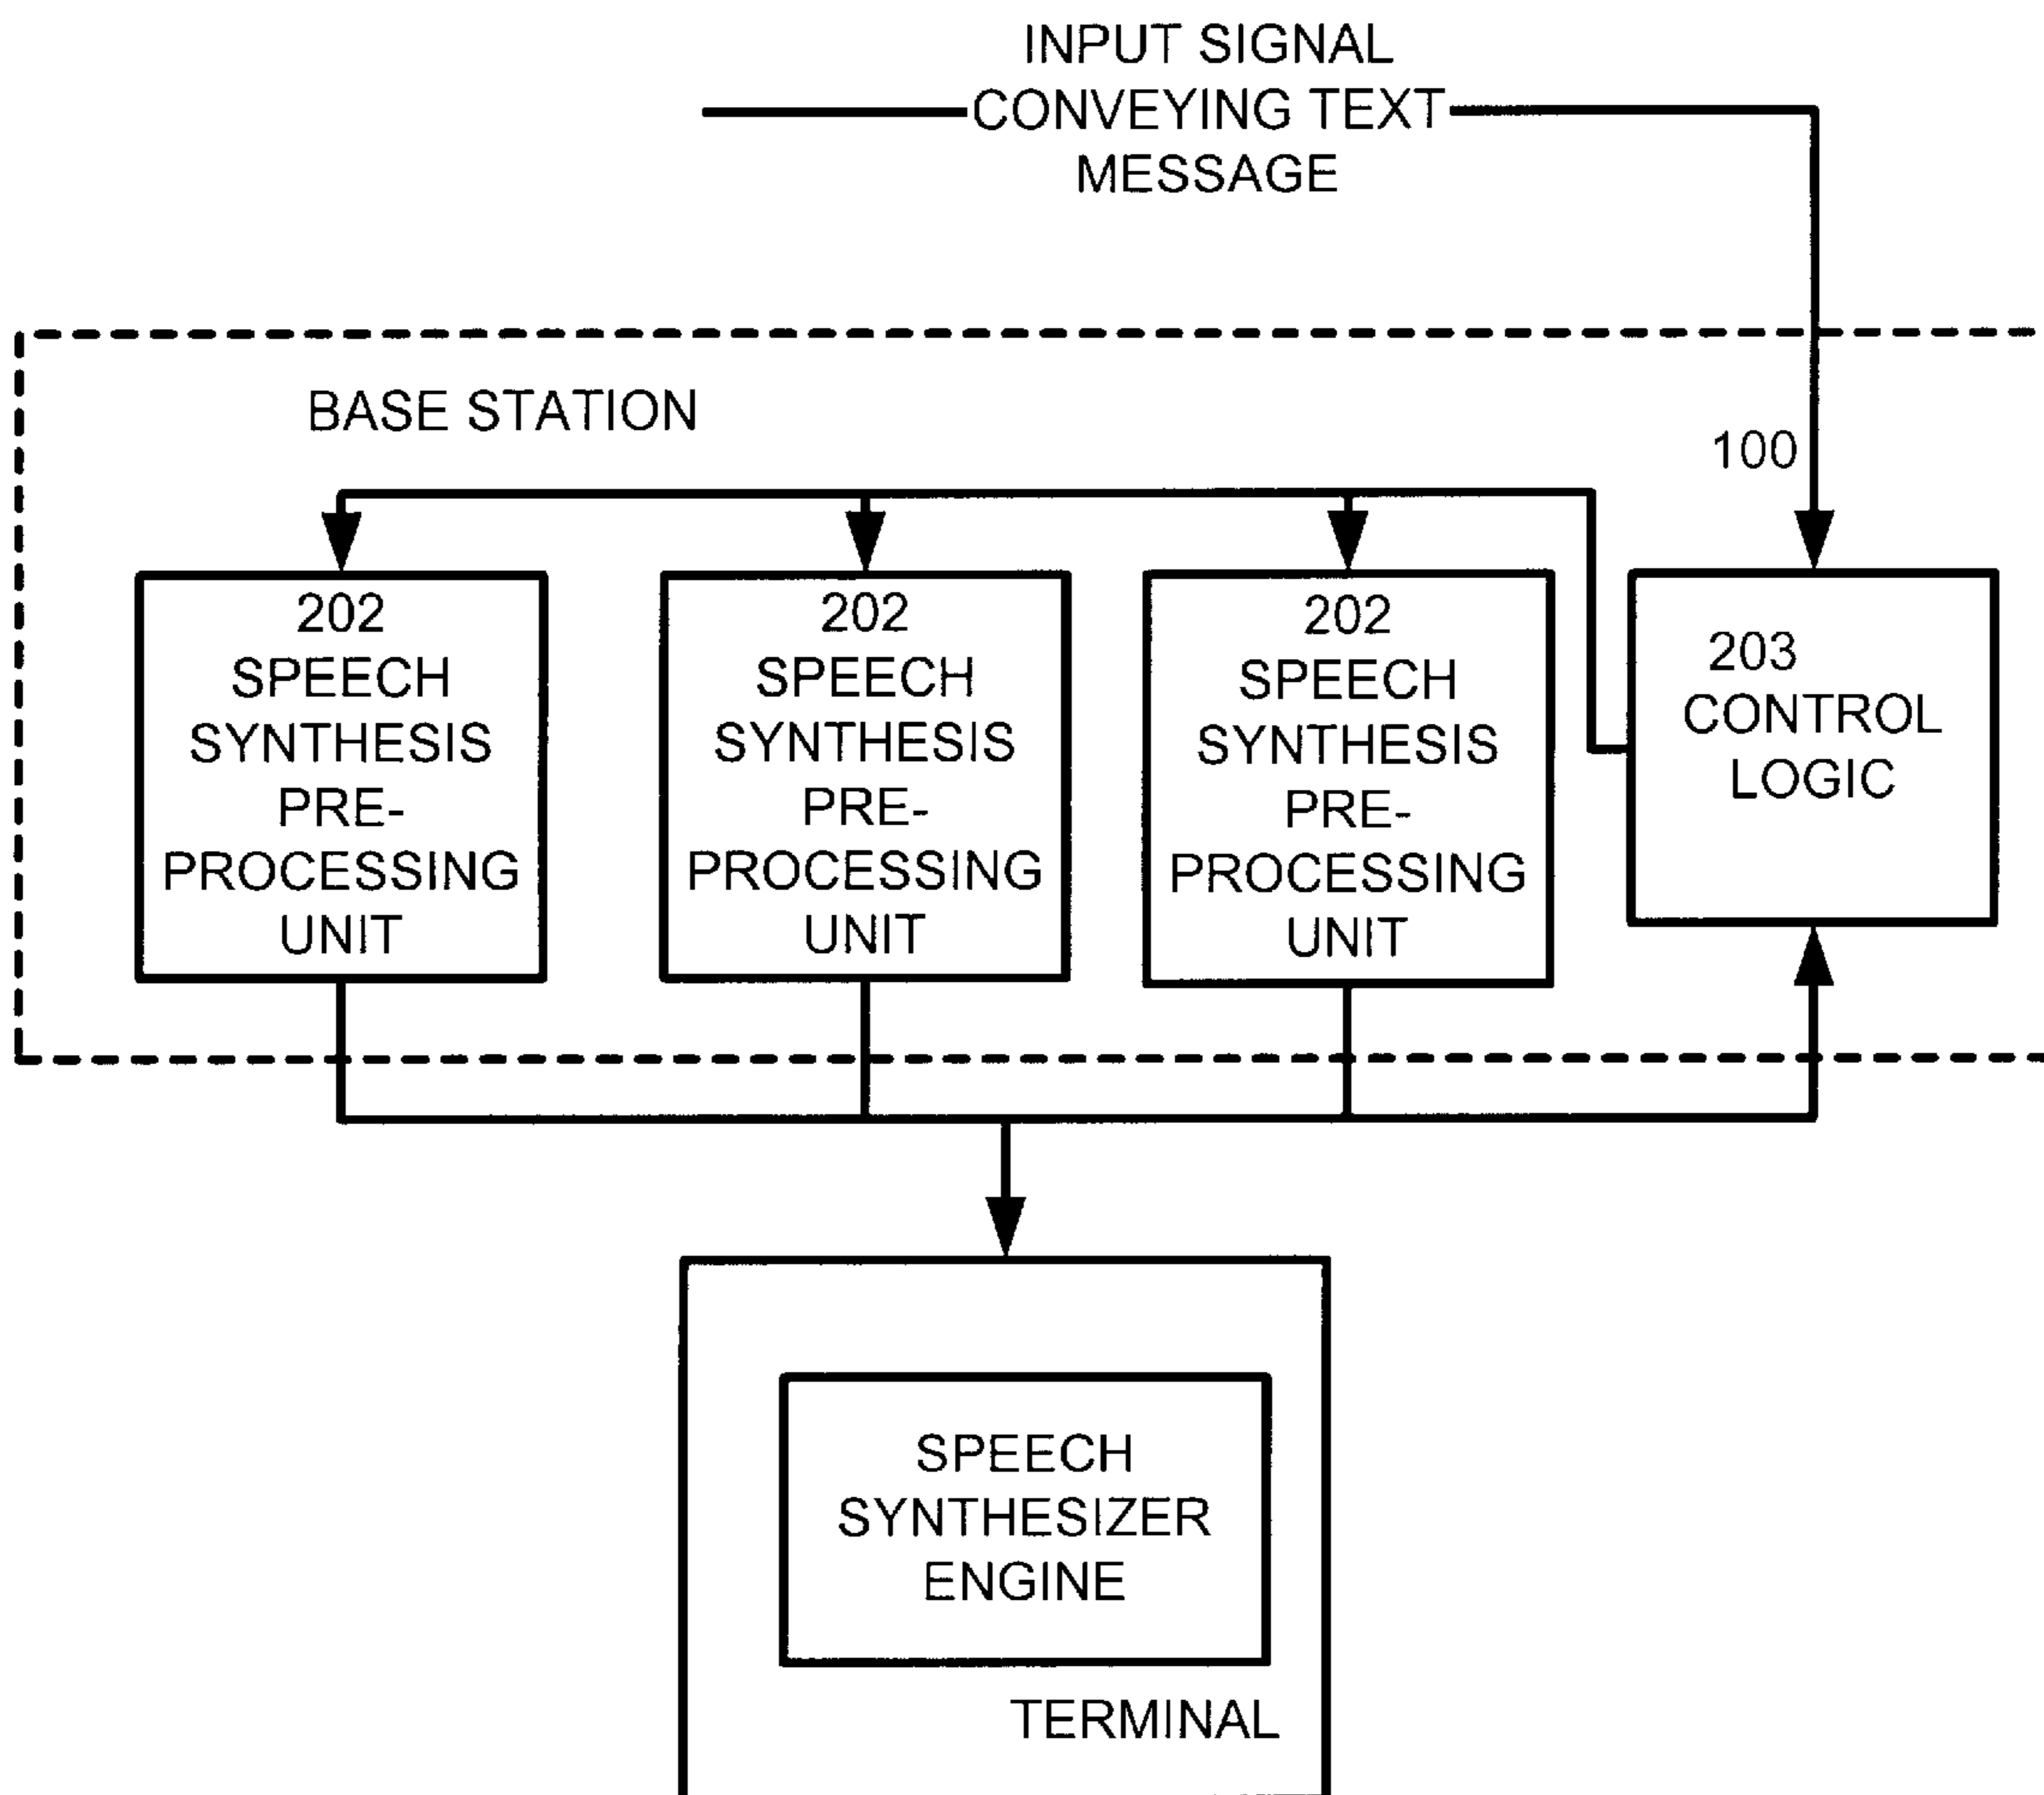 INPUT SIGNAL
CONVEYING TEXT
MESSAGE
BASE STATION
100
202
SPEECH
SYNTHESIS
PRE-
PROCESSING
UNIT
202
SPEECH
SYNTHESIS
PRE-
PROCESSING
UNIT
202
SPEECH
SYNTHESIS
PRE-
PROCESSING
UNIT
203
CONTROL
LOGIC
SPEECH
SYNTHESIZER
ENGINE
TERMINAL